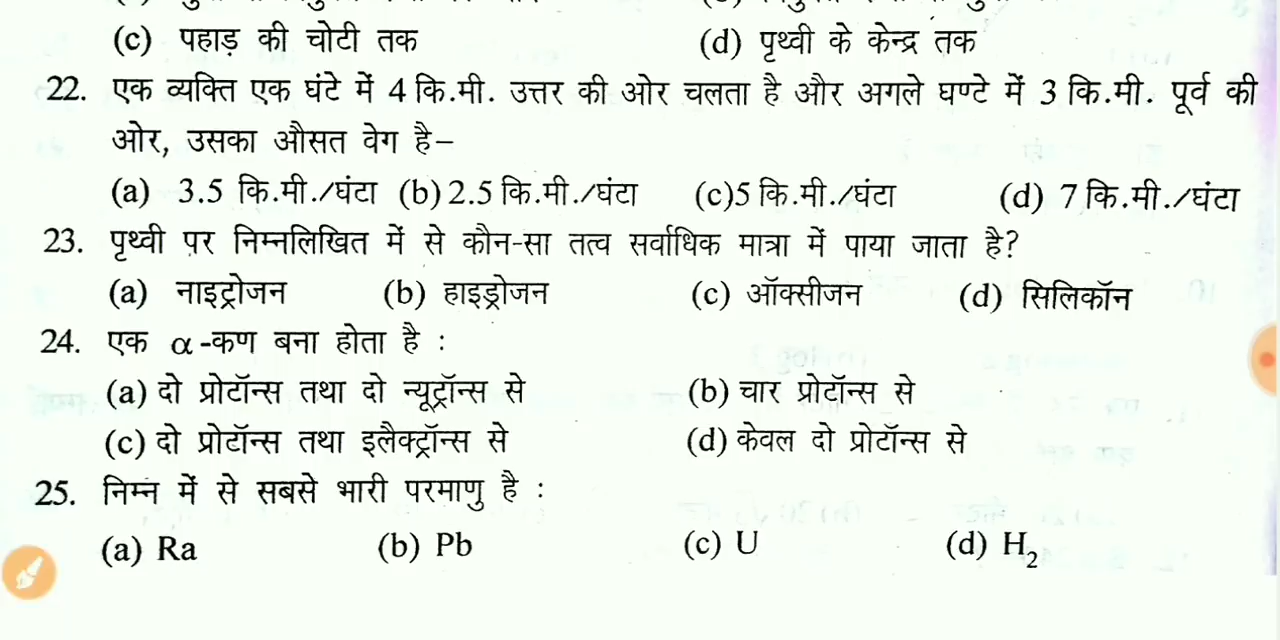 (c) पहाड़ की चोटी तक (d) पृथ्वी के केन्द्र तक
22. एक व्यक्ति एक घंटे में 4 कि.मी. उत्तर की ओर चलता है और अगले घण्टे में 3 कि.मी. पूर्व की
ओर, उसका औसत वेग है–
(a) 3.5 कि.मी./घंटा (b) 2.5 कि.मी./घंटा (c)5 कि.मी./घंटा (d) 7 कि.मी./घंटा
23. पृथ्वी पर निम्नलिखित में से कौन-सा तत्व सर्वाधिक मात्रा में पाया जाता है?
(a) नाइट्रोजन (b) हाइड्रोजन (c) ऑक्सीजन (d) सिलिकॉन
24. एक α-कण बना होता है :
(a) दो प्रोटॉन्स तथा दो न्यूट्रॉन्स से (b) चार प्रोटॉन्स से
(c) दो प्रोटॉन्स तथा इलैक्ट्रॉन्स से (d) केवल दो प्रोटॉन्स से
25. निम्न में से सबसे भारी परमाणु है :
(a) Ra (b) Pb (c) U (d) H₂